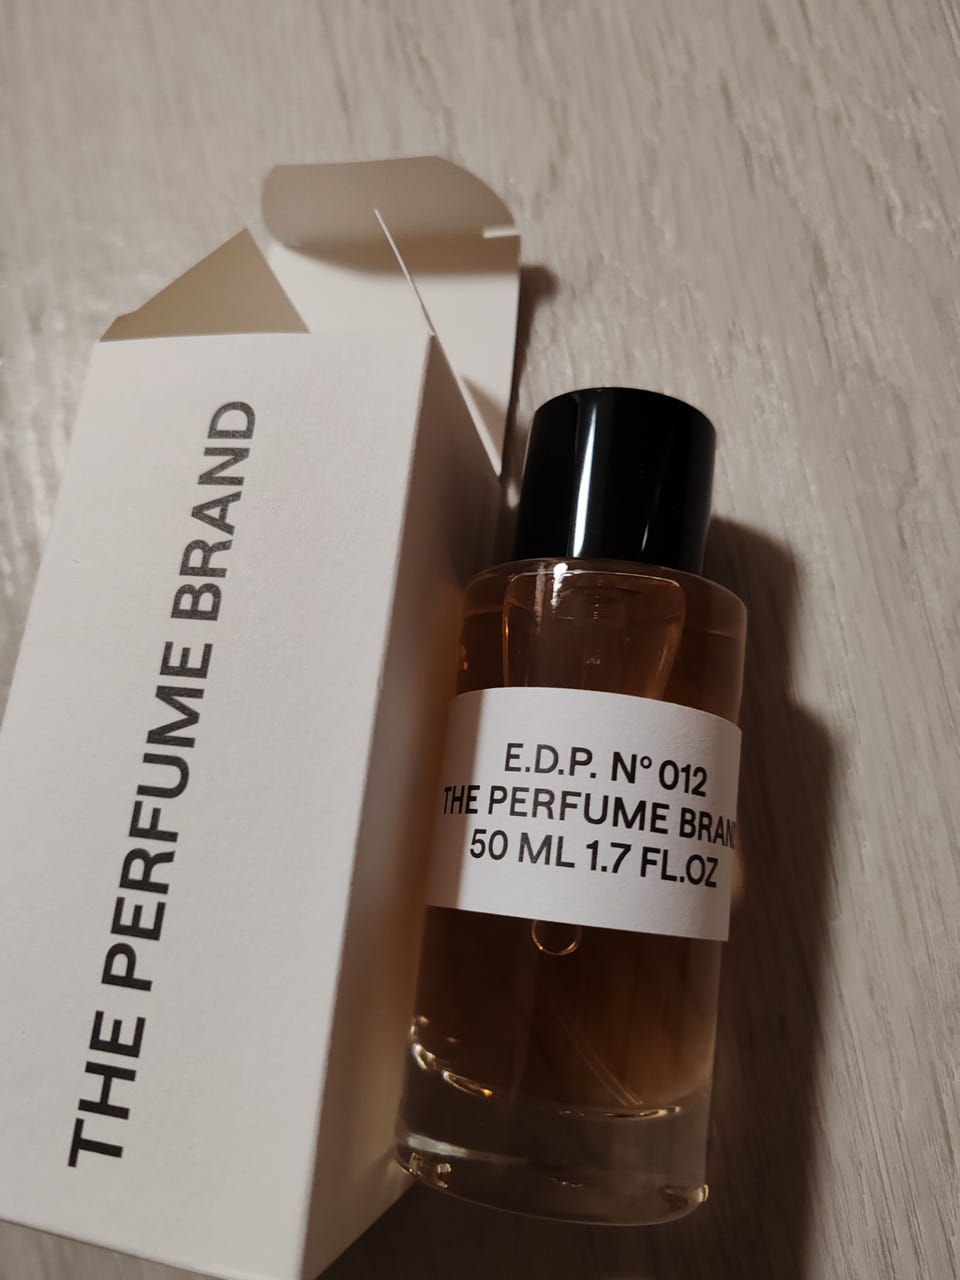 THE PERFUME BRAND
E.D.P. N° 012
THE PERFUME BRAND
50 ML 1.7 FL.OZ